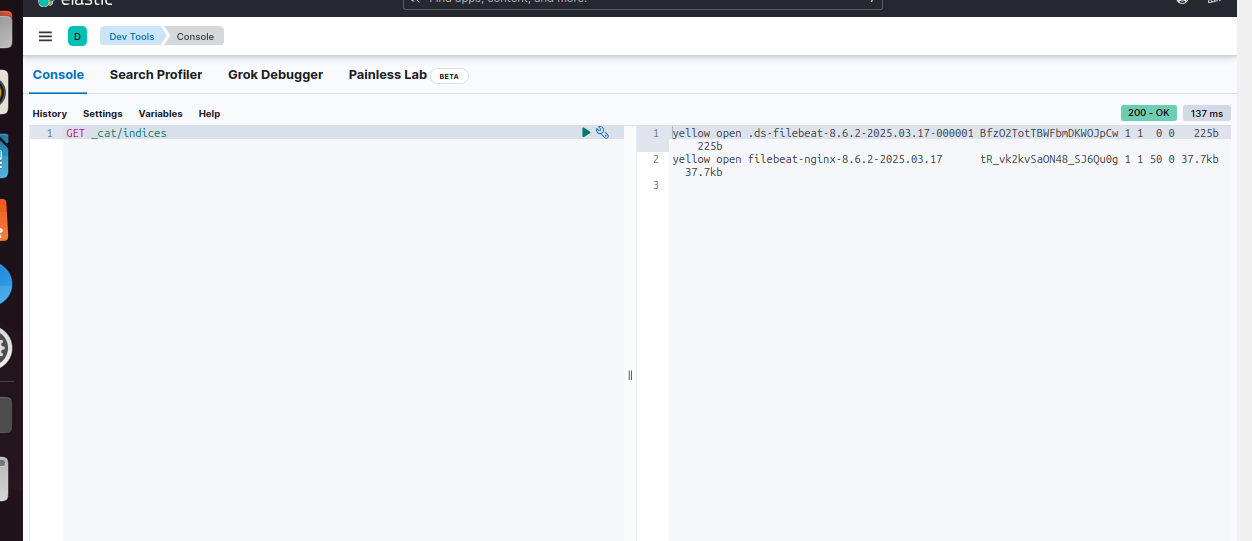 elastic
Find apps, content, and more.
D
Dev Tools
Console
Console
Search Profiler
Grok Debugger
Painless Lab
BETA
History
Settings
Variables
Help
200 - OK
137 ms
1
GET _cat/indices
1
yellow open .ds-filebeat-8.6.2-2025.03.17-000001 BfzO2TotTBWFbmDKWOJpCw 1 1  0 0   225b
225b
2
yellow open filebeat-nginx-8.6.2-2025.03.17      tR_vk2kvSaON48_SJ6Qu0g 1 1 50 0 37.7kb
37.7kb
3